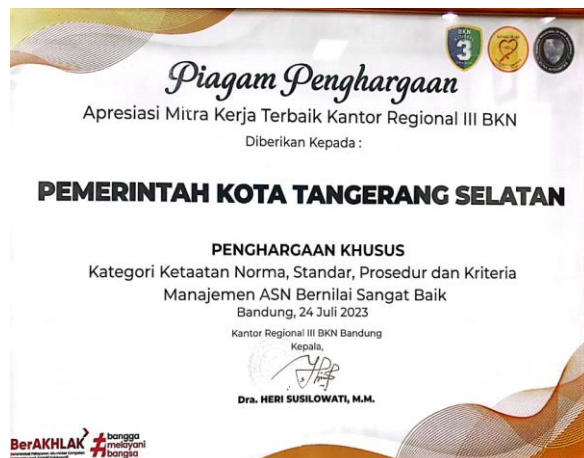 BKN
3
Piagam Penghargaan
Apresiasi Mitra Kerja Terbaik Kantor Regional III BKN
Diberikan Kepada :
PEMERINTAH KOTA TANGERANG SELATAN
PENGHARGAAN KHUSUS
Kategori Ketaatan Norma, Standar, Prosedur dan Kriteria
Manajemen ASN Bernilai Sangat Baik
Bandung, 24 Juli 2023
Kantor Regional III BKN Bandung
Kepala,
Dra. HERI SUSILOWATI, M.M.
BerAKHLAK
#bangga
melayani
bangsa